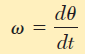 ω = dθ/dt